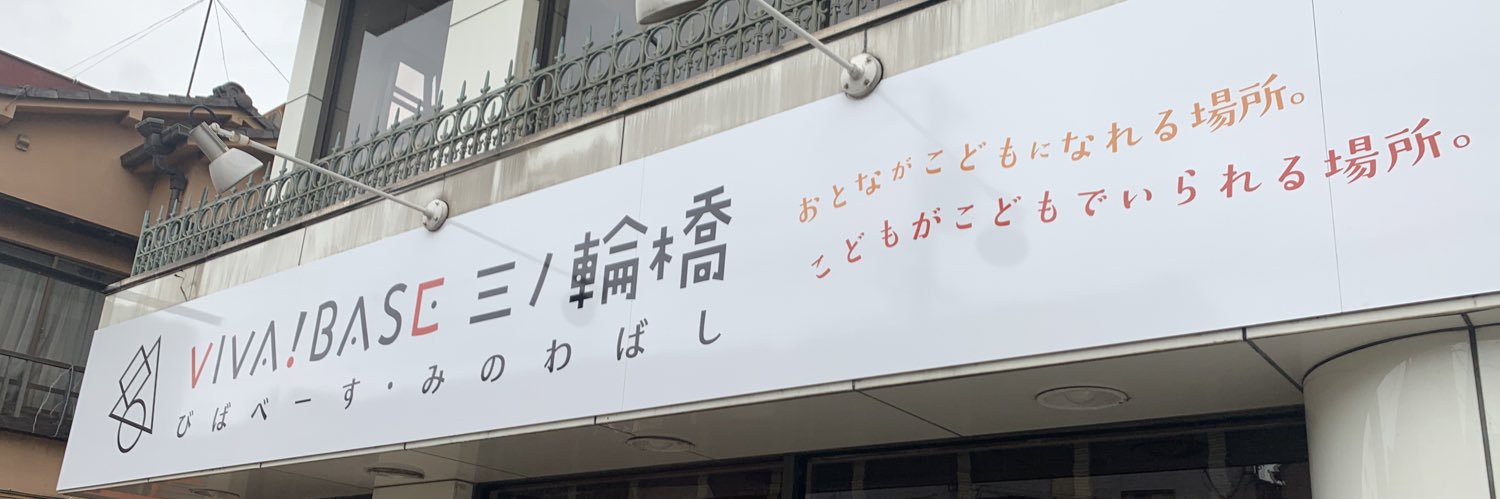 VIVA!BASE 三ノ輪橋
びばべーす・みのわばし
おとながこどもになれる場所。
こどもがこどもでいられる場所。